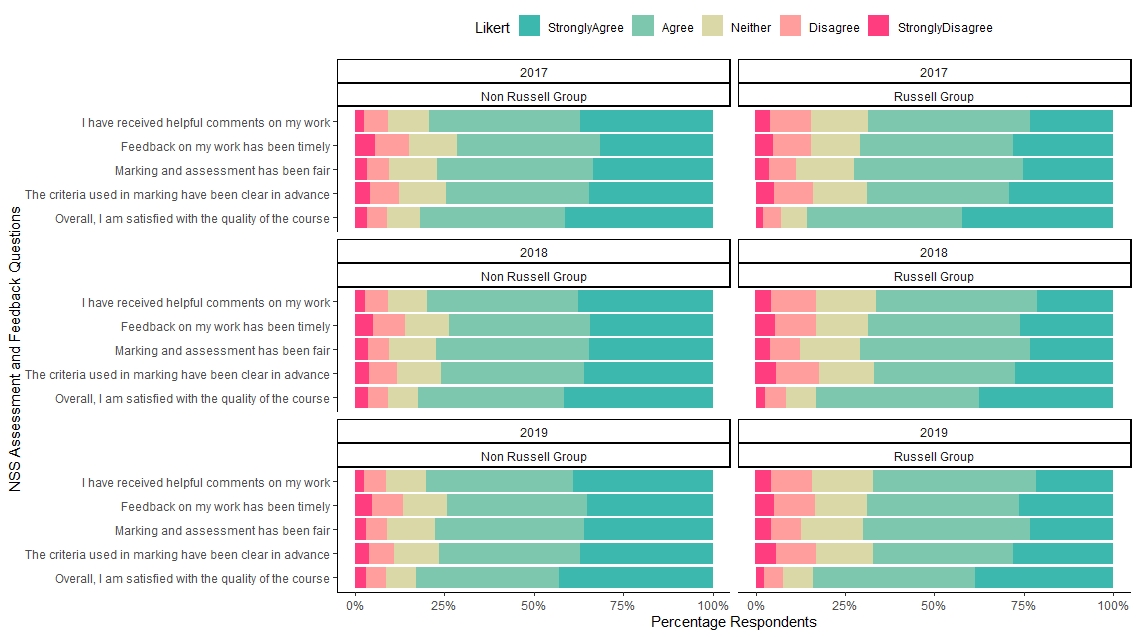 Likert StronglyAgree Agree Neither Disagree StronglyDisagree
NSS Assessment and Feedback Questions
2017 2017
Non Russell Group Russell Group
I have received helpful comments on my work
Feedback on my work has been timely
Marking and assessment has been fair
The criteria used in marking have been clear in advance
Overall, I am satisfied with the quality of the course
2018 2018
Non Russell Group Russell Group
I have received helpful comments on my work
Feedback on my work has been timely
Marking and assessment has been fair
The criteria used in marking have been clear in advance
Overall, I am satisfied with the quality of the course
2019 2019
Non Russell Group Russell Group
I have received helpful comments on my work
Feedback on my work has been timely
Marking and assessment has been fair
The criteria used in marking have been clear in advance
Overall, I am satisfied with the quality of the course
0% 25% 50% 75% 100% 0% 25% 50% 75% 100%
Percentage Respondents